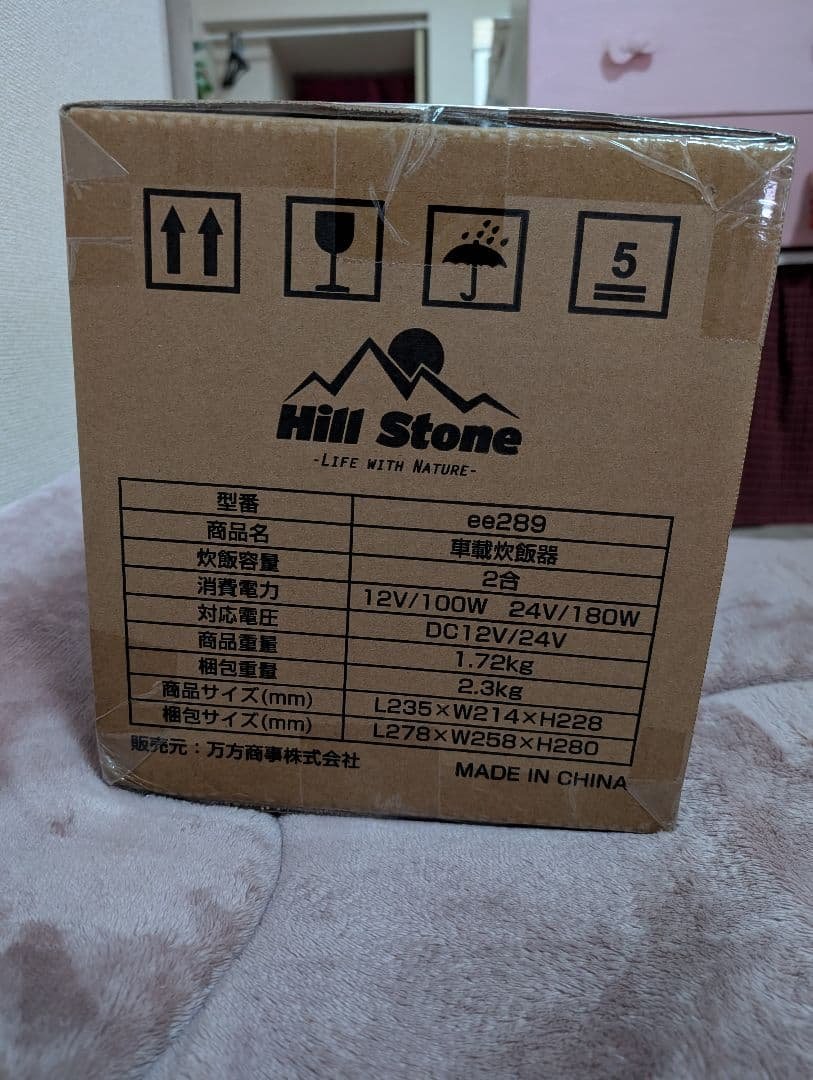 5
Hill Stone
-LIFE WITH NATURE-
型番 ee289
商品名 車載炊飯器
炊飯容量 2合
消費電力 12V/100W 24V/180W
対応電圧 DC12V/24V
商品重量 1.72kg
梱包重量 2.3kg
商品サイズ(mm) L235×W214×H228
梱包サイズ(mm) L278×W258×H280
販売元：万方商事株式会社
MADE IN CHINA